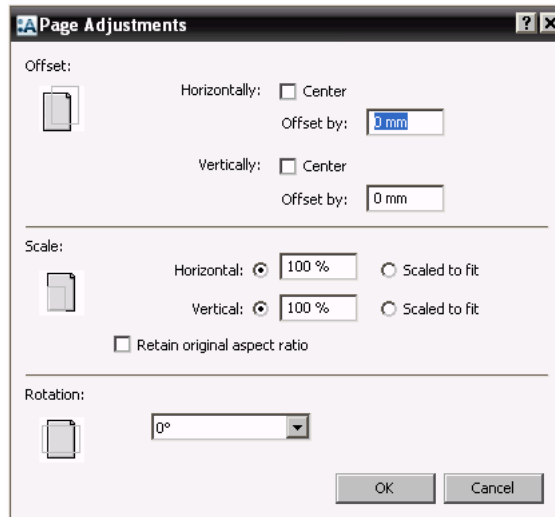 Page Adjustments
Offset:
Horizontally: Center
Offset by: 0 mm
Vertically: Center
Offset by: 0 mm
Scale:
Horizontal: 100 % Scaled to fit
Vertical: 100 % Scaled to fit
Retain original aspect ratio
Rotation:
0°
OK Cancel